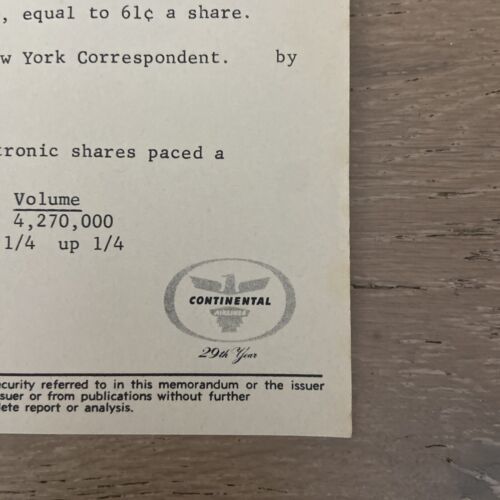 , equal to 61¢ a share.
w York Correspondent. by
tronic shares paced a
Volume
4,270,000
1/4 up 1/4
CONTINENTAL
AIRLINES
29th Year
ecurity referred to in this memorandum or the issuer
suer or from publications without further
lete report or analysis.